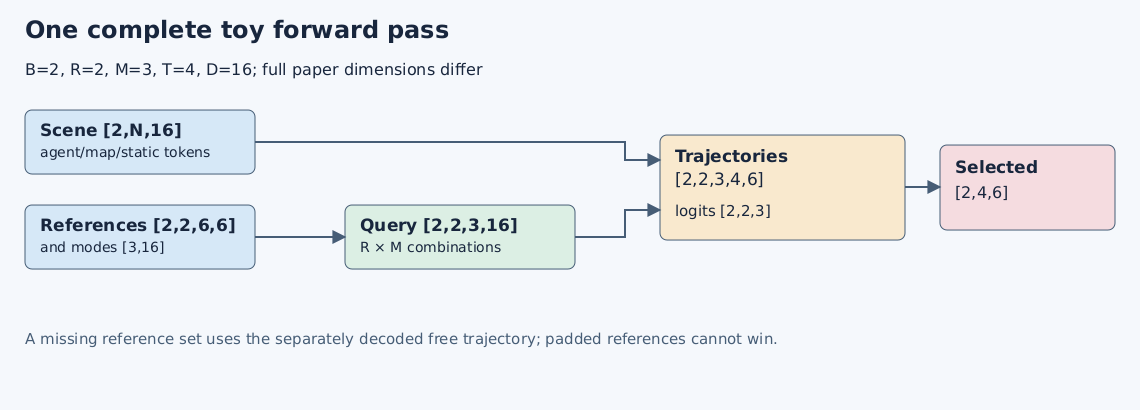 One complete toy forward pass
B=2, R=2, M=3, T=4, D=16; full paper dimensions differ
Scene [2,N,16]
agent/map/static tokens
References [2,2,6,6]
and modes [3,16]
Query [2,2,3,16]
R × M combinations
Trajectories
[2,2,3,4,6]
logits [2,2,3]
Selected
[2,4,6]
A missing reference set uses the separately decoded free trajectory; padded references cannot win.